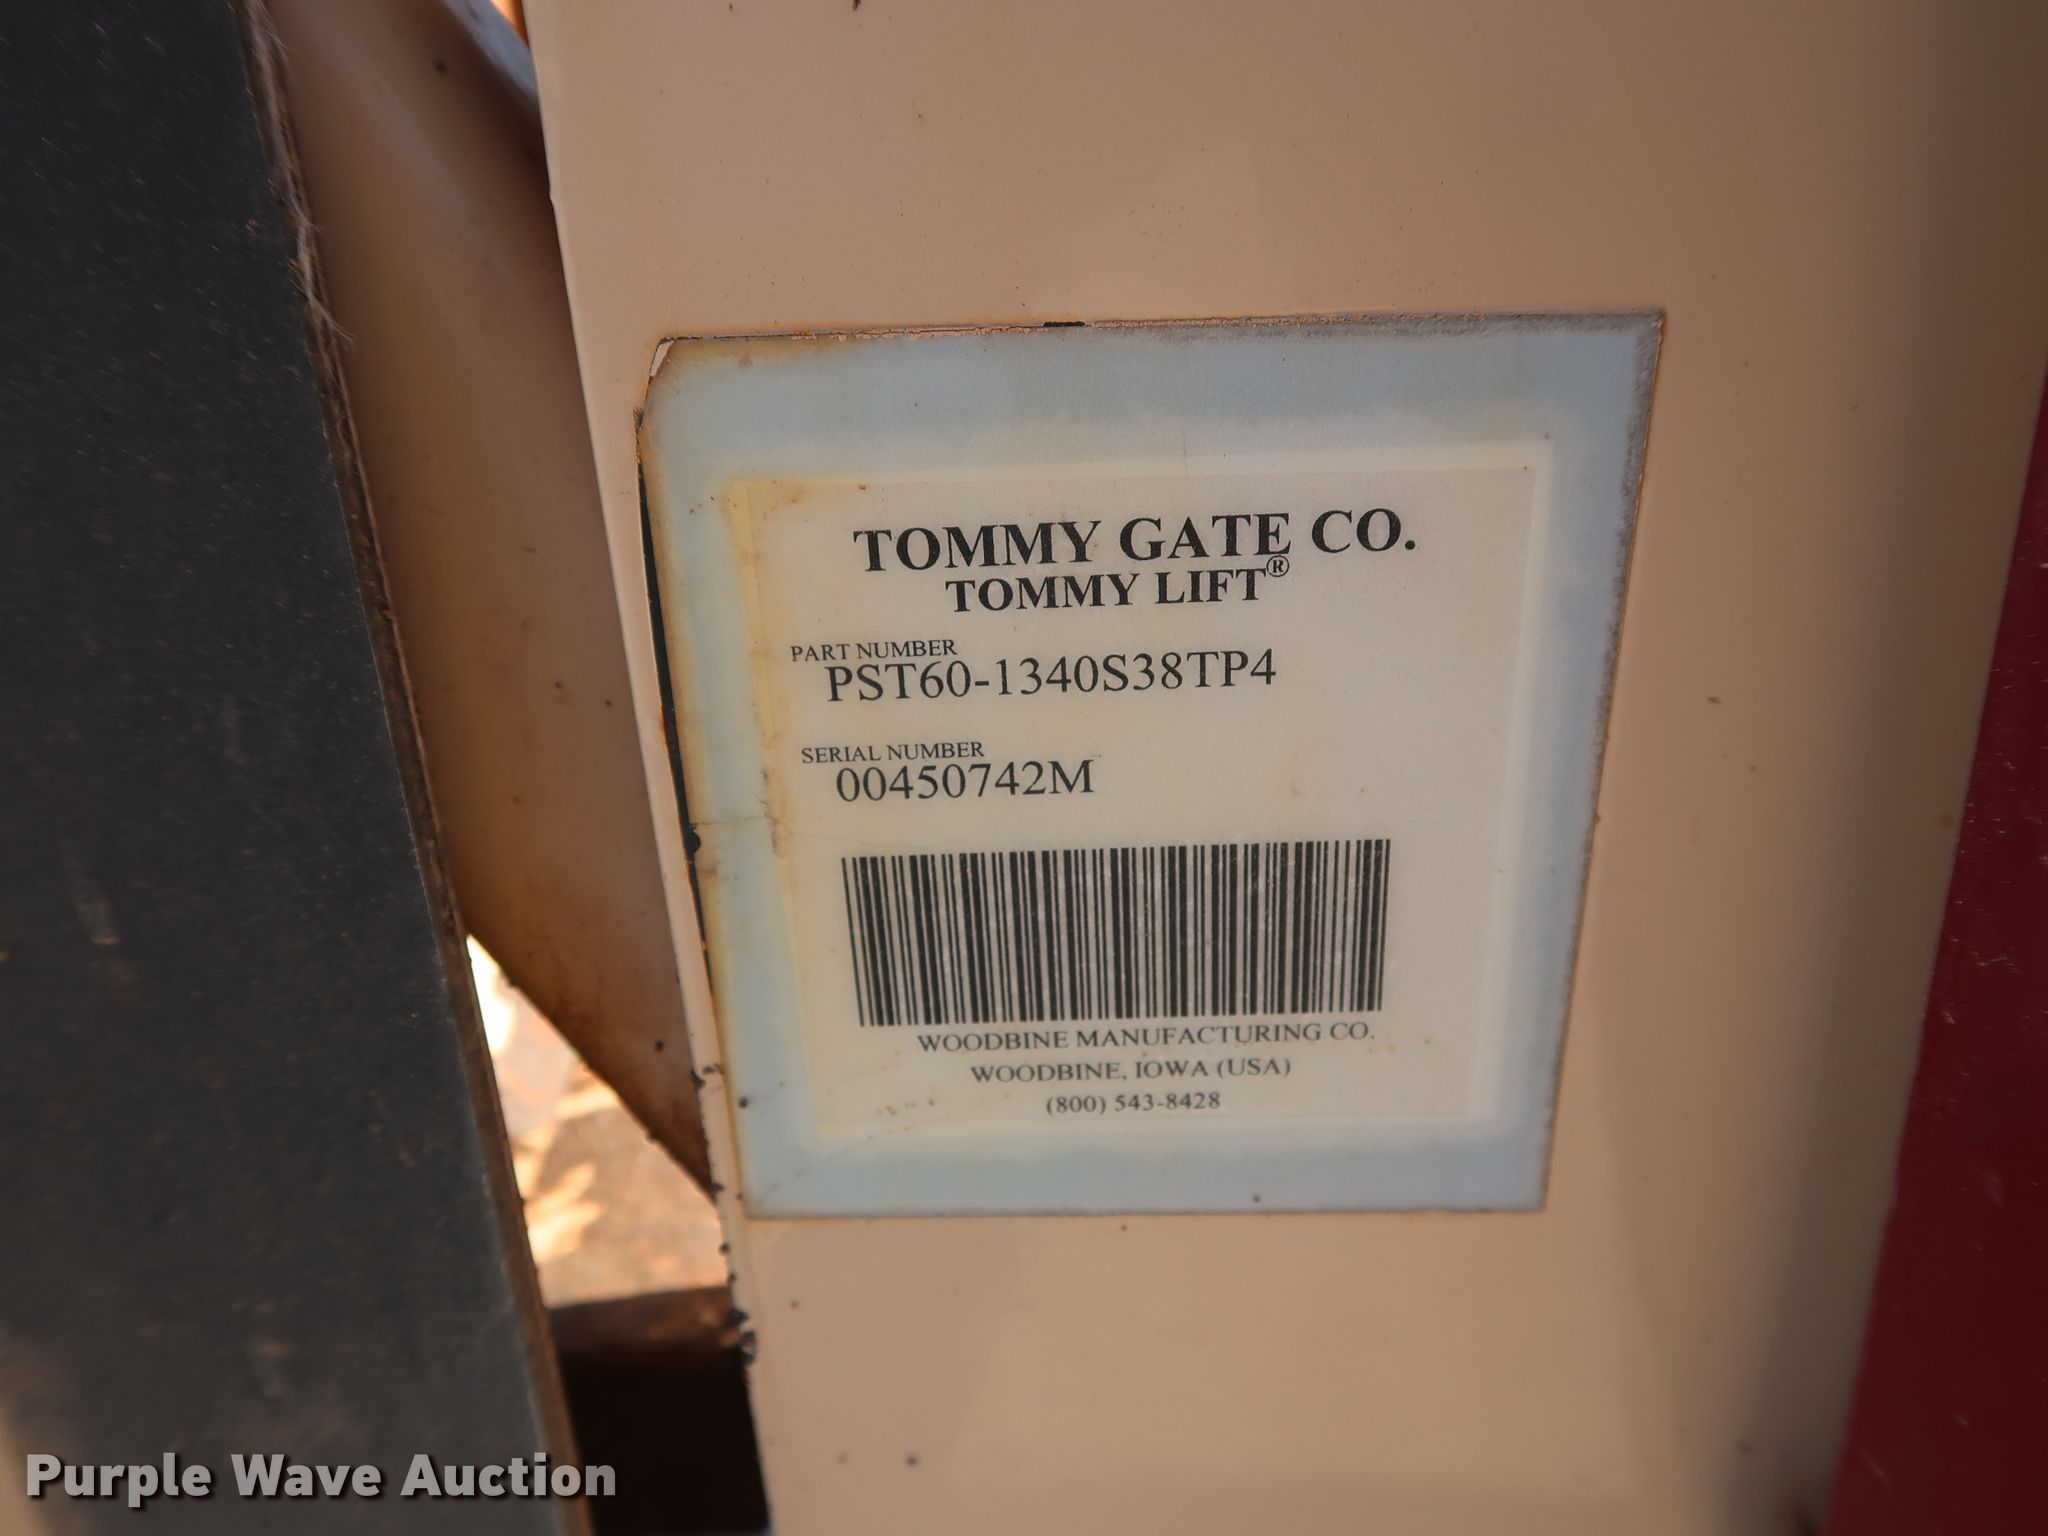 TOMMY GATE CO.
TOMMY LIFT®
PART NUMBER
PST60-1340S38TP4
SERIAL NUMBER
00450742M
WOODBINE MANUFACTURING CO.
WOODBINE, IOWA (USA)
(800) 543-8428
Purple Wave Auction